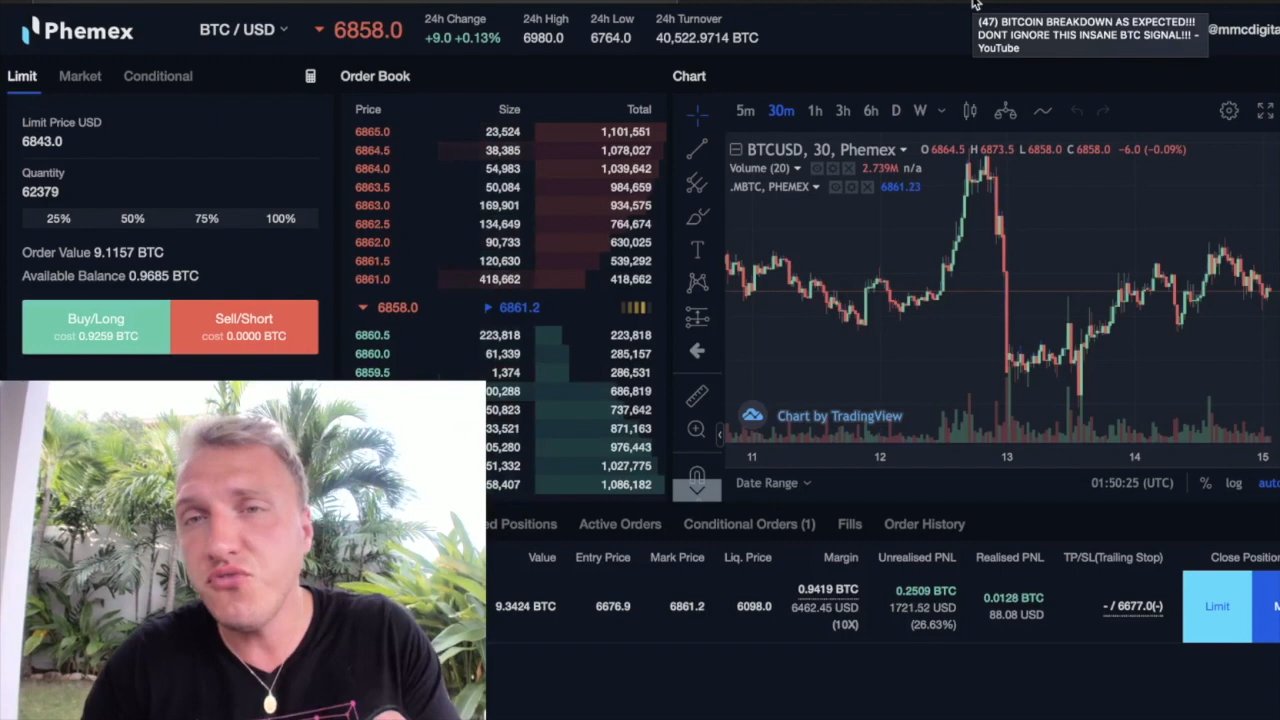 (47) BITCOIN BREAKDOWN AS EXPECTED!!!
DONT IGNORE THIS INSANE BTC SIGNAL!!! -
YouTube
@mmcdigita
Phemex
BTC / USD
6858.0
24h Change
+9.0 +0.13%
24h High
6980.0
24h Low
6764.0
24h Turnover
40,522.9714 BTC
Limit
Market
Conditional
Limit Price USD
6843.0
Quantity
62379
25% 50% 75% 100%
Order Value 9.1157 BTC
Available Balance 0.9685 BTC
Buy/Long
cost 0.9259 BTC
Sell/Short
cost 0.0000 BTC
Order Book
Price Size Total
6865.0 23,524 1,101,551
6864.5 38,385 1,078,027
6864.0 54,983 1,039,642
6863.5 50,084 984,659
6863.0 169,901 934,575
6862.5 134,649 764,674
6862.0 90,733 630,025
6861.5 120,630 539,292
6861.0 418,662 418,662
6858.0 6861.2
6860.5 223,818 223,818
6860.0 61,339 285,157
6859.5 1,374 286,531
00,288 686,819
50,823 737,642
33,521 871,163
05,280 976,443
51,332 1,027,775
58,407 1,086,182
Chart
5m 30m 1h 3h 6h D W
BTCUSD, 30, Phemex O 6864.5 H 6873.5 L 6858.0 C 6858.0 −6.0 (−0.09%)
Volume (20) 2.739M n/a
.MBTC, PHEMEX 6861.23
Chart by TradingView
11 12 13 14 15
Date Range 01:50:25 (UTC) % log auto
ed Positions Active Orders Conditional Orders (1) Fills Order History
Value Entry Price Mark Price Liq. Price Margin Unrealised PNL Realised PNL TP/SL(Trailing Stop) Close Position
9.3424 BTC 6676.9 6861.2 6098.0
0.9419 BTC
6462.45 USD
(10X)
0.2509 BTC
1721.52 USD
(26.63%)
0.0128 BTC
88.08 USD
- / 6677.0(-)
Limit
M